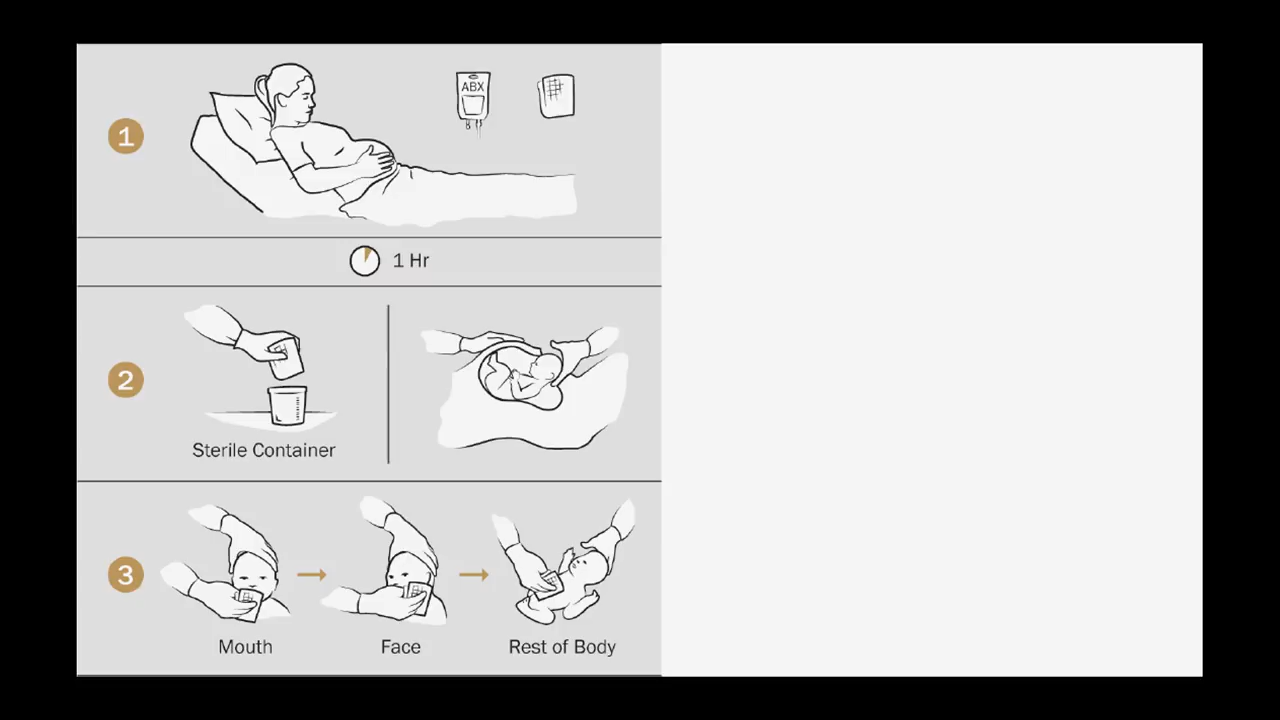 1
ABX
1 Hr
2
Sterile Container
3
Mouth
Face
Rest of Body